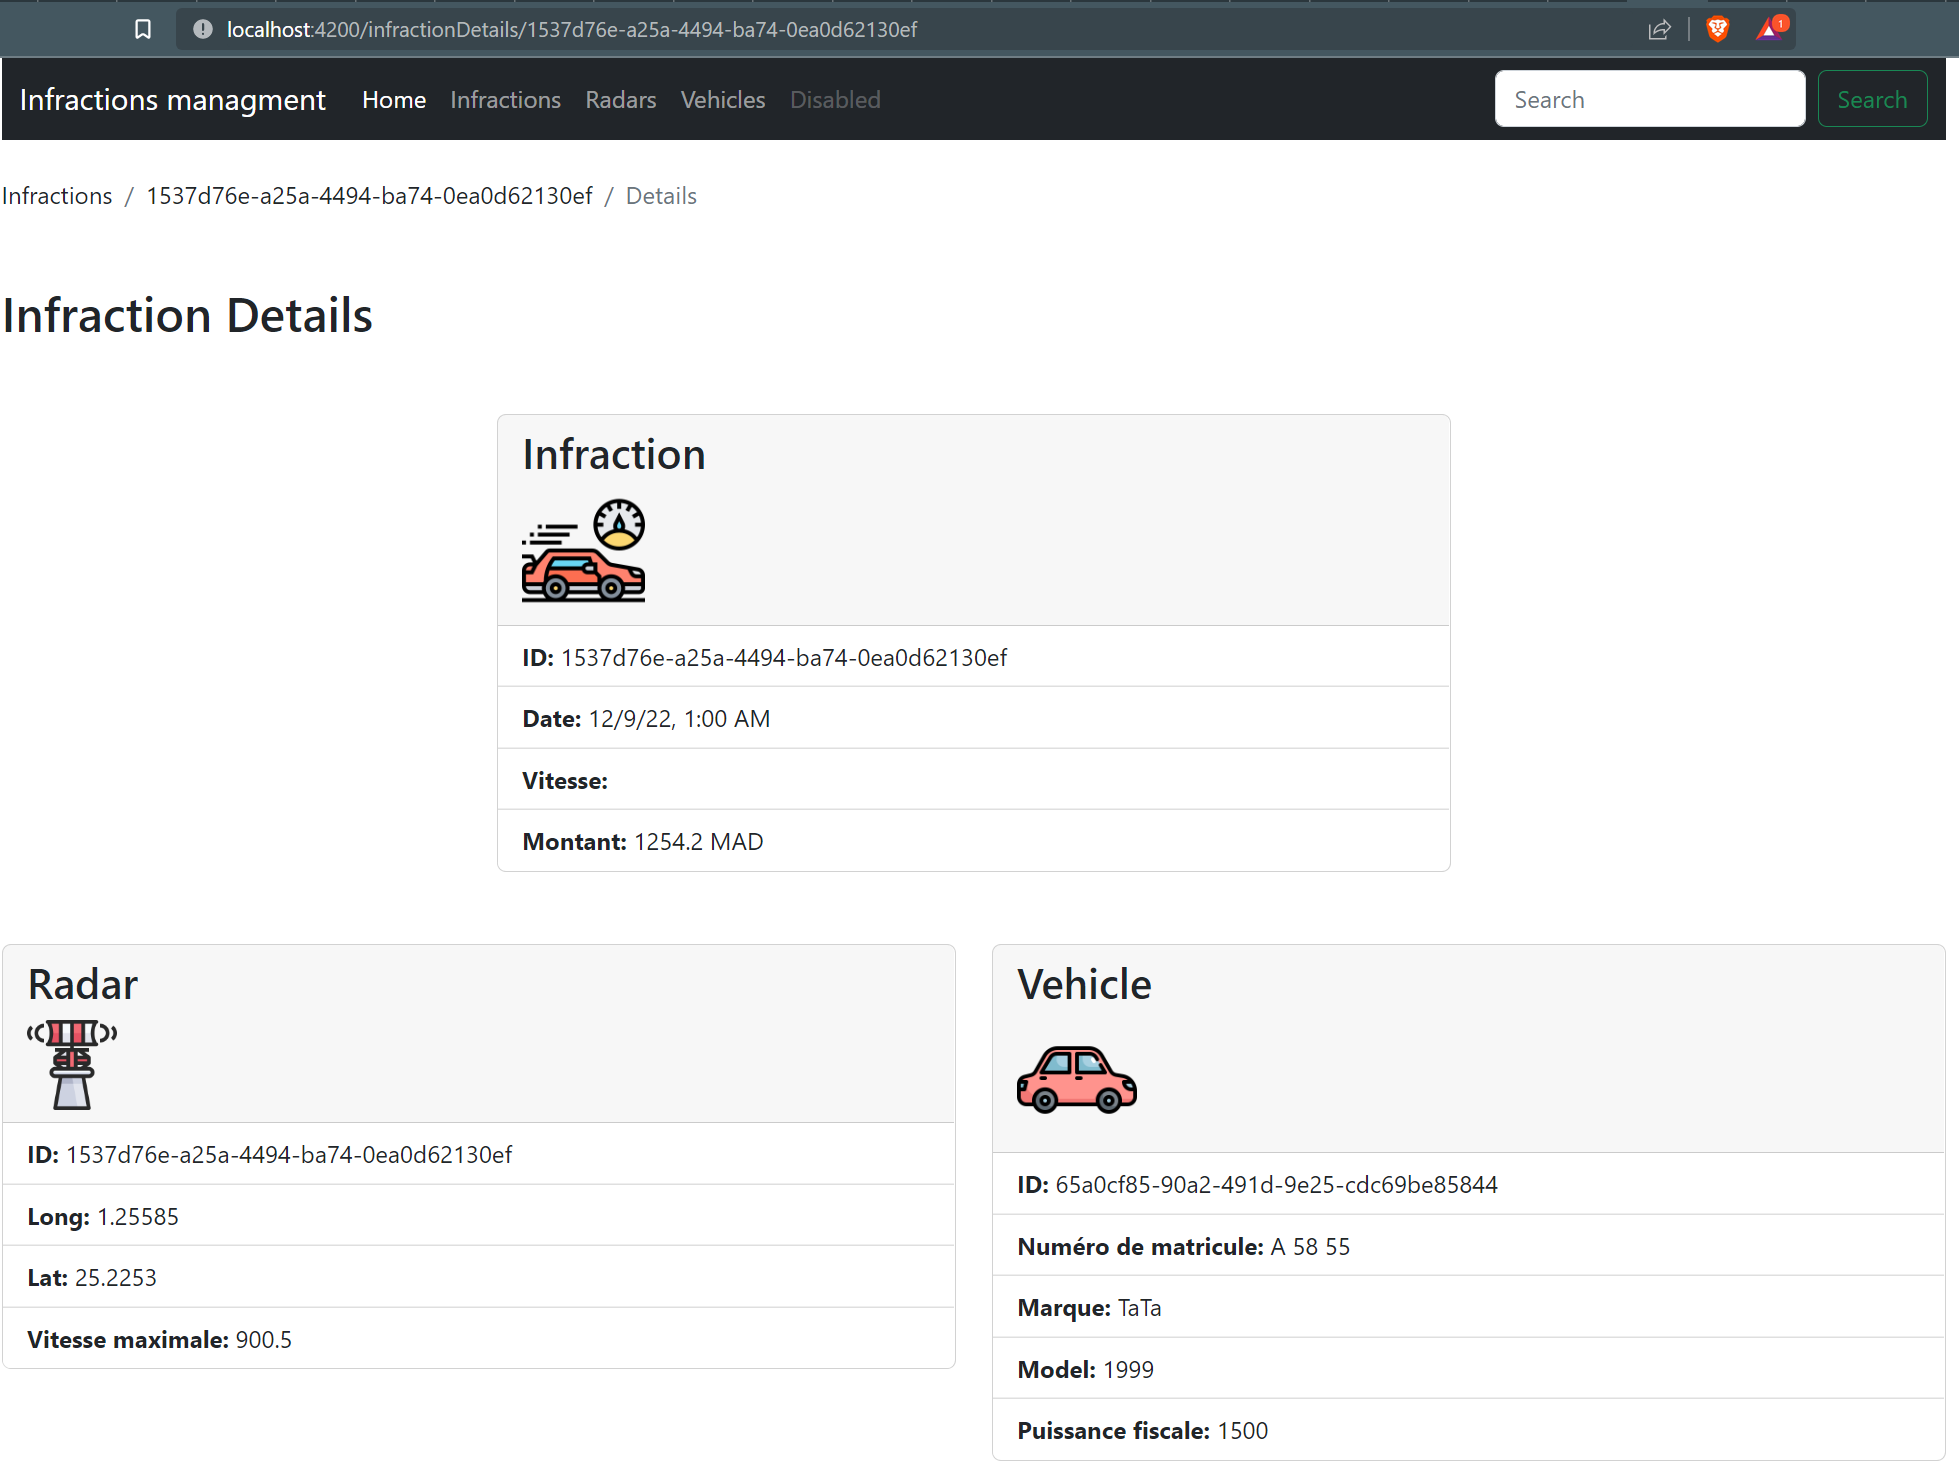 localhost:4200/infractionDetails/1537d76e-a25a-4494-ba74-0ea0d62130ef 1
Infractions managment Home Infractions Radars Vehicles Disabled Search Search
Infractions / 1537d76e-a25a-4494-ba74-0ea0d62130ef / Details
Infraction Details
Infraction
ID: 1537d76e-a25a-4494-ba74-0ea0d62130ef
Date: 12/9/22, 1:00 AM
Vitesse:
Montant: 1254.2 MAD
Radar
ID: 1537d76e-a25a-4494-ba74-0ea0d62130ef
Long: 1.25585
Lat: 25.2253
Vitesse maximale: 900.5
Vehicle
ID: 65a0cf85-90a2-491d-9e25-cdc69be85844
Numéro de matricule: A 58 55
Marque: TaTa
Model: 1999
Puissance fiscale: 1500